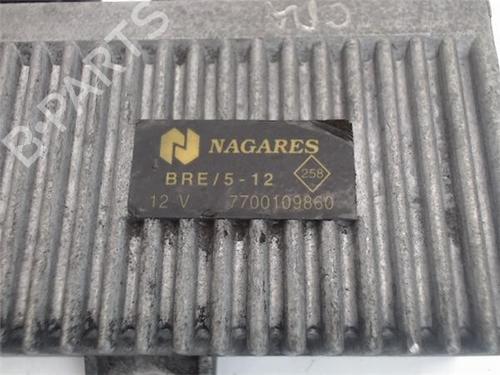 B-PARTS
NAGARES
BRE/5-12
258
12 V 7700109860